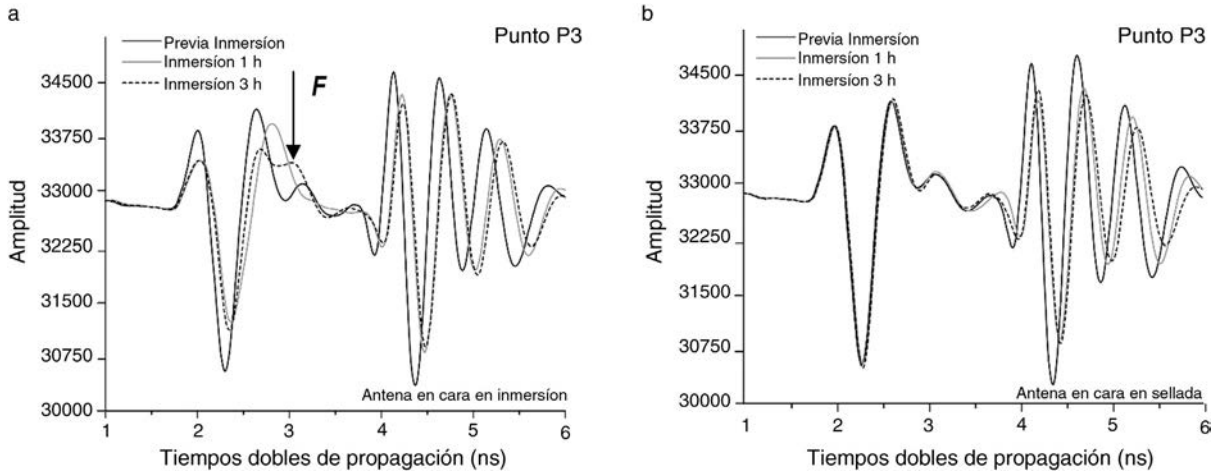 a
Punto P3
Previa Inmersíon
Inmersíon 1 h
Inmersíon 3 h
F
34500
33750
33000
32250
31500
30750
30000
Amplitud
Antena en cara en inmersíon
1
2
3
4
5
6
Tiempos dobles de propagación (ns)
b
Punto P3
Previa Inmersíon
Inmersíon 1 h
Inmersíon 3 h
34500
33750
33000
32250
31500
30750
30000
Amplitud
Antena en cara en sellada
1
2
3
4
5
6
Tiempos dobles de propagación (ns)